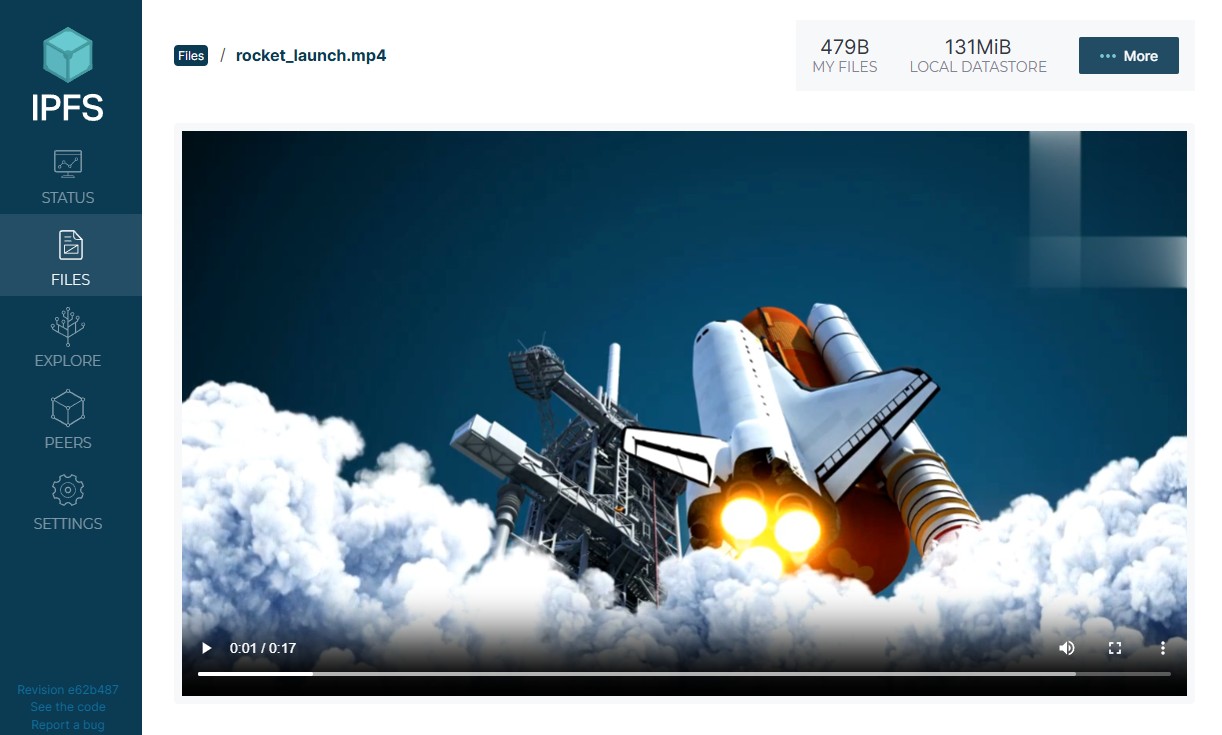 IPFS
STATUS
FILES
EXPLORE
PEERS
SETTINGS
Revision e62b487
See the code
Report a bug
Files / rocket_launch.mp4
479B
MY FILES
131MiB
LOCAL DATASTORE
••• More
0:01 / 0:17